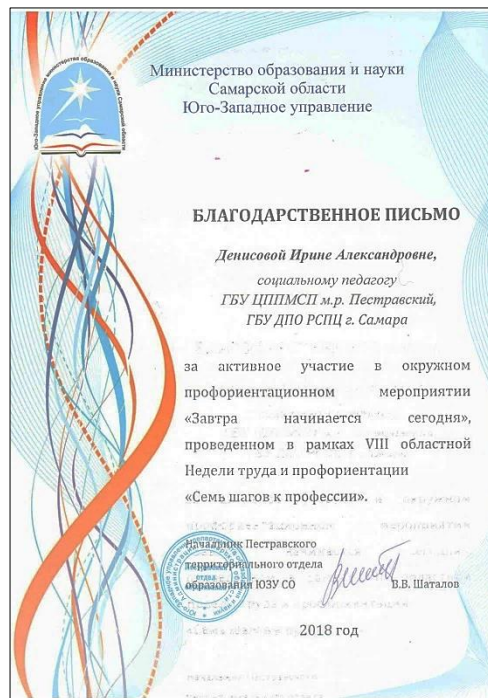 Министерство образования и науки
Самарской области
Юго-Западное управление
БЛАГОДАРСТВЕННОЕ ПИСЬМО
Денисовой Ирине Александровне,
социальному педагогу
ГБУ ЦППМСП м.р. Пестравский,
ГБУ ДПО РСПЦ г. Самара
за активное участие в окружном
профориентационном мероприятии
«Завтра начинается сегодня»,
проведенном в рамках VIII областной
Недели труда и профориентации
«Семь шагов к профессии».
Начальник Пестравского
территориального отдела
образования ЮЗУ СО В.В. Шаталов
2018 год